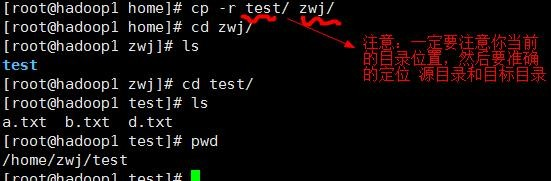 [root@hadoop1 home]# cp -r test/ zwj/
[root@hadoop1 home]# cd zwj/
[root@hadoop1 zwj]# ls
test
[root@hadoop1 zwj]# cd test/
[root@hadoop1 test]# ls
a.txt  b.txt  d.txt
[root@hadoop1 test]# pwd
/home/zwj/test
[root@hadoop1 test]#
注意：一定要注意你当前
的目录位置，然后要准确
的定位 源目录和目标目录